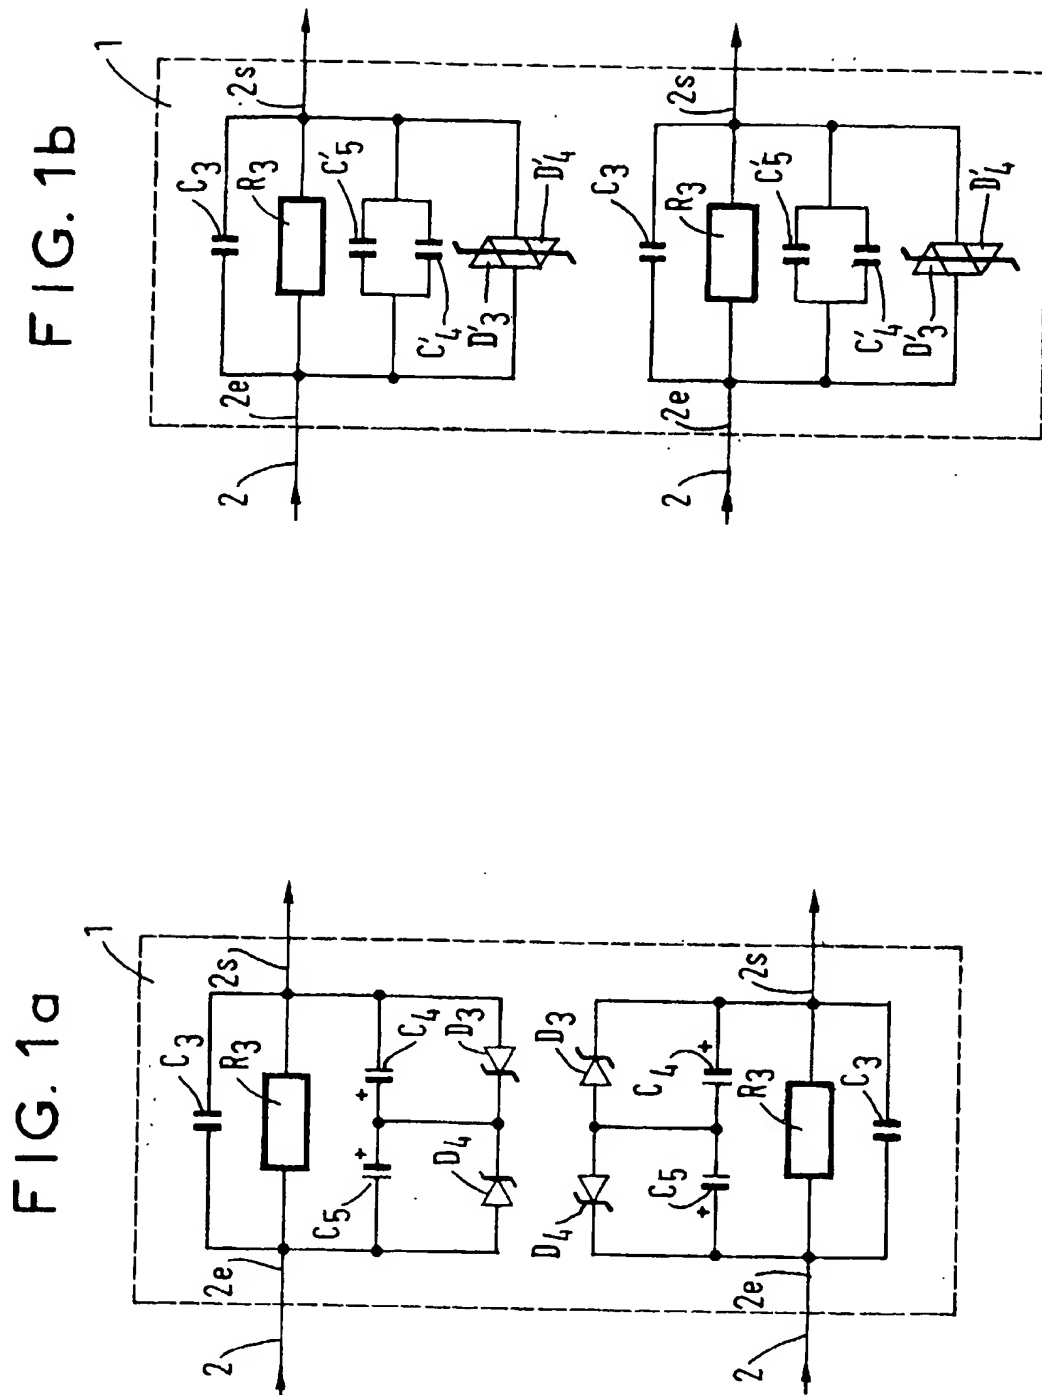 FIG. 1a
1
2
2e
2s
C3
R3
C5
+
+
C4
D4
D3
D4
D3
C5
+
C4
+
R3
C3
2
2e
2s
FIG. 1b
1
2
2e
2s
C3
R3
C'5
C'4
D'3
D'4
2
2e
2s
C3
R3
C'5
C'4
D'3
D'4